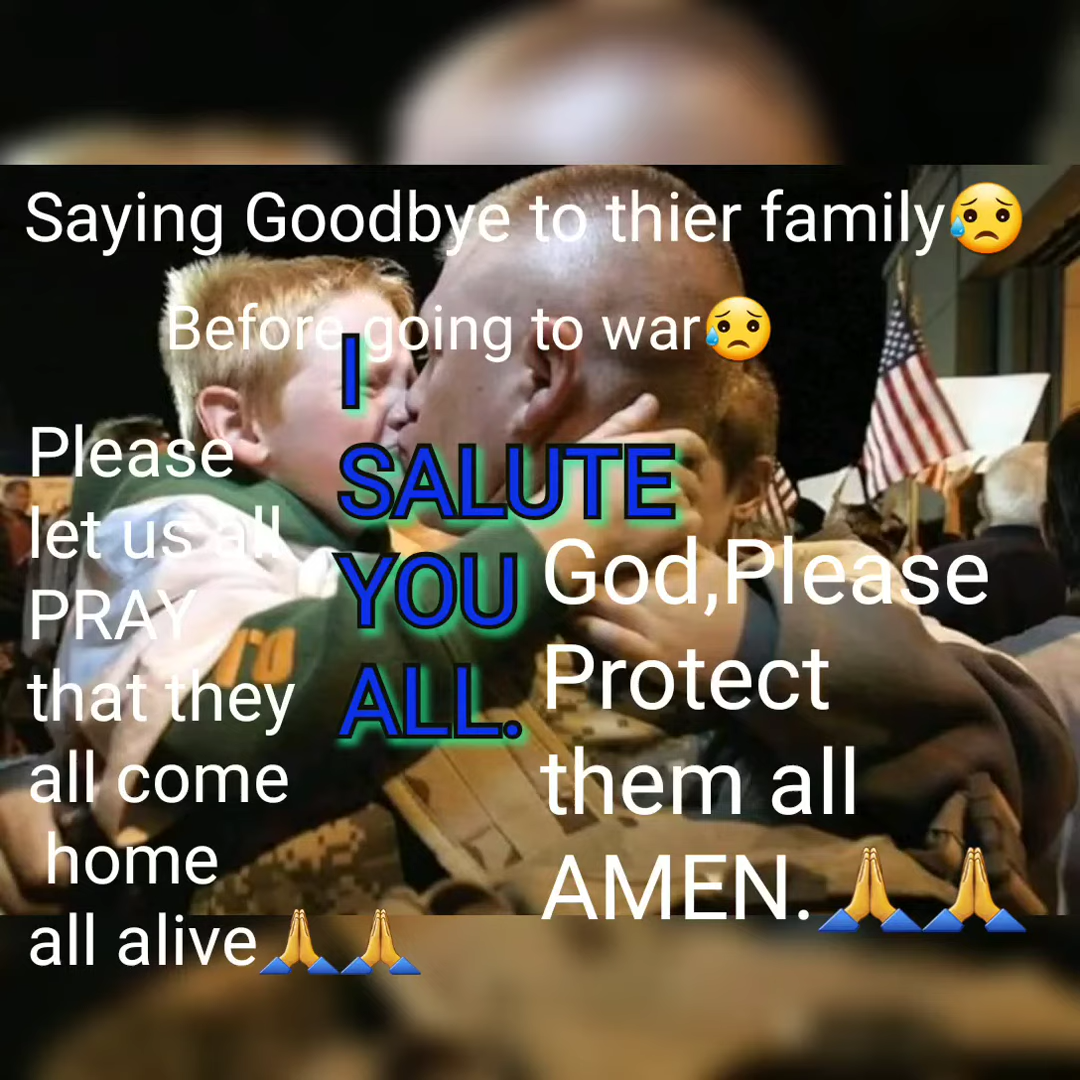 Saying Goodbye to thier family😥
Before going to war😥
I
SALUTE
YOU
ALL.
Please
let us all
PRAY
that they
all come
home
all alive🙏🙏
God,Please
Protect
them all
AMEN.🙏🙏